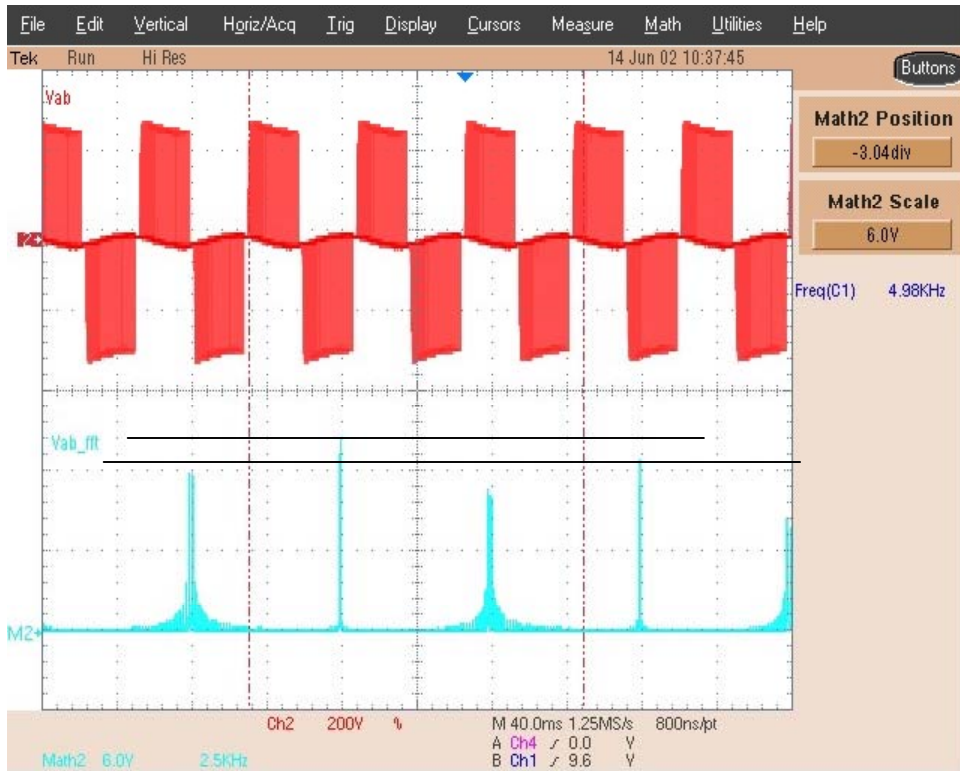 File Edit Vertical Horiz/Acq Trig Display Cursors Measure Math Utilities Help
Tek Run Hi Res 14 Jun 02 10:37:45
Buttons
Vab
Math2 Position
-3.04div
Math2 Scale
6.0V
2
Freq(C1) 4.98KHz
Vab_fft
M2
Ch2 200V M 40.0ms 1.25MS/s 800ns/pt
A Ch4 0.0 V
B Ch1 9.6 V
Math2 6.0V 2.5KHz